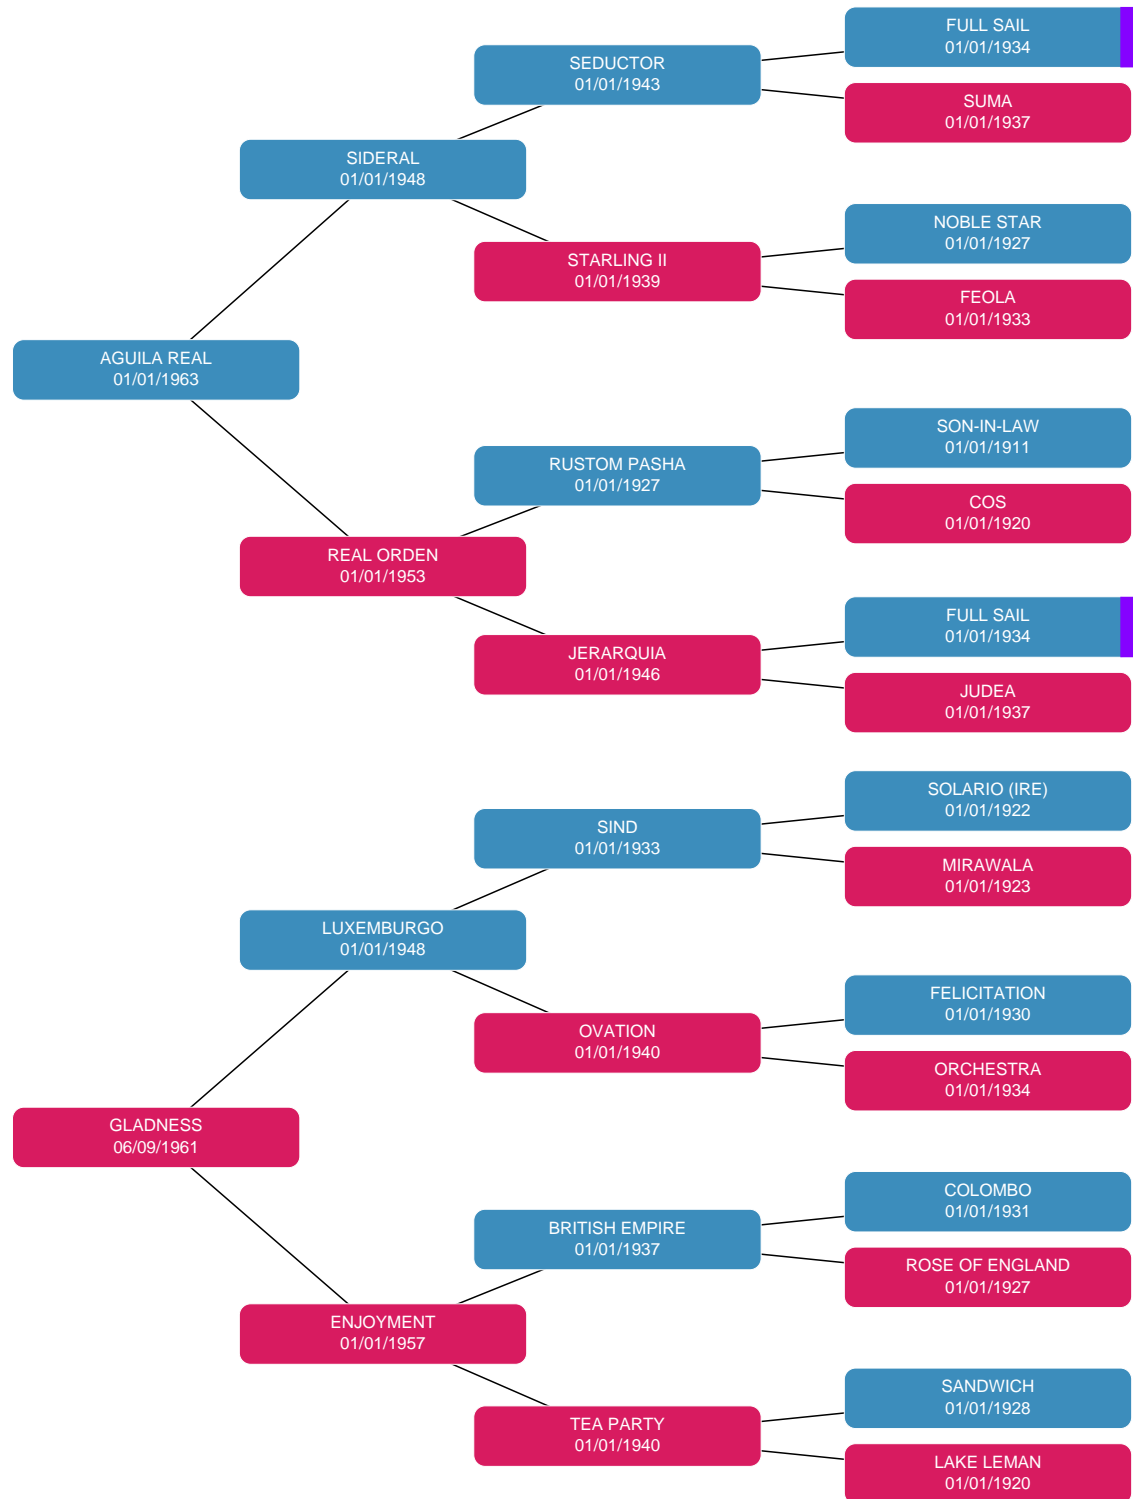 FULL SAIL
01/01/1934
SEDUCTOR
01/01/1943
SUMA
01/01/1937
SIDERAL
01/01/1948
NOBLE STAR
01/01/1927
STARLING II
01/01/1939
FEOLA
01/01/1933
AGUILA REAL
01/01/1963
SON-IN-LAW
01/01/1911
RUSTOM PASHA
01/01/1927
COS
01/01/1920
REAL ORDEN
01/01/1953
FULL SAIL
01/01/1934
JERARQUIA
01/01/1946
JUDEA
01/01/1937
SOLARIO (IRE)
01/01/1922
SIND
01/01/1933
MIRAWALA
01/01/1923
LUXEMBURGO
01/01/1948
FELICITATION
01/01/1930
OVATION
01/01/1940
ORCHESTRA
01/01/1934
GLADNESS
06/09/1961
COLOMBO
01/01/1931
BRITISH EMPIRE
01/01/1937
ROSE OF ENGLAND
01/01/1927
ENJOYMENT
01/01/1957
SANDWICH
01/01/1928
TEA PARTY
01/01/1940
LAKE LEMAN
01/01/1920